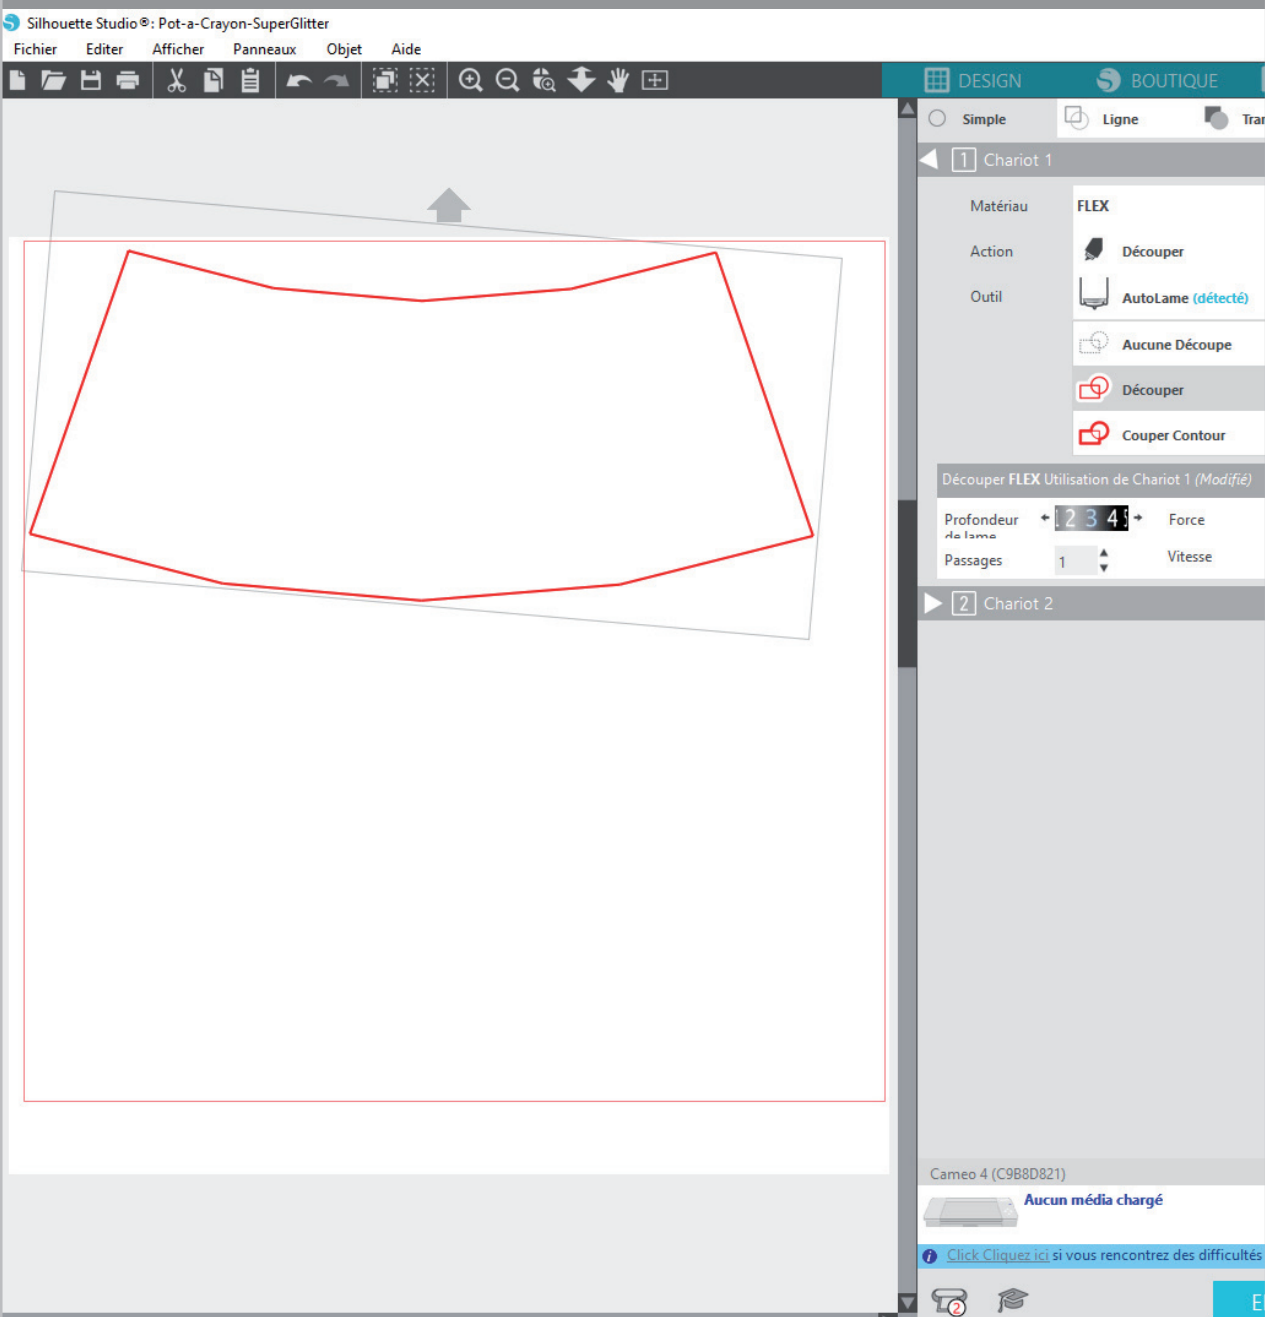 Silhouette Studio®: Pot-a-Crayon-SuperGlitter
Fichier Editer Afficher Panneaux Objet Aide
DESIGN BOUTIQUE
Simple Ligne
1 Chariot 1
Matériau FLEX
Action Découper
Outil AutoLame (détecté)
Aucune Découpe
Découper
Couper Contour
Découper FLEX Utilisation de Chariot 1 (Modifié)
Profondeur 2 3 4 Force
de lame
Passages 1 Vitesse
2 Chariot 2
Cameo 4 (C9B8D821)
Aucun média chargé
Click Cliquez ici si vous rencontrez des difficultés
2